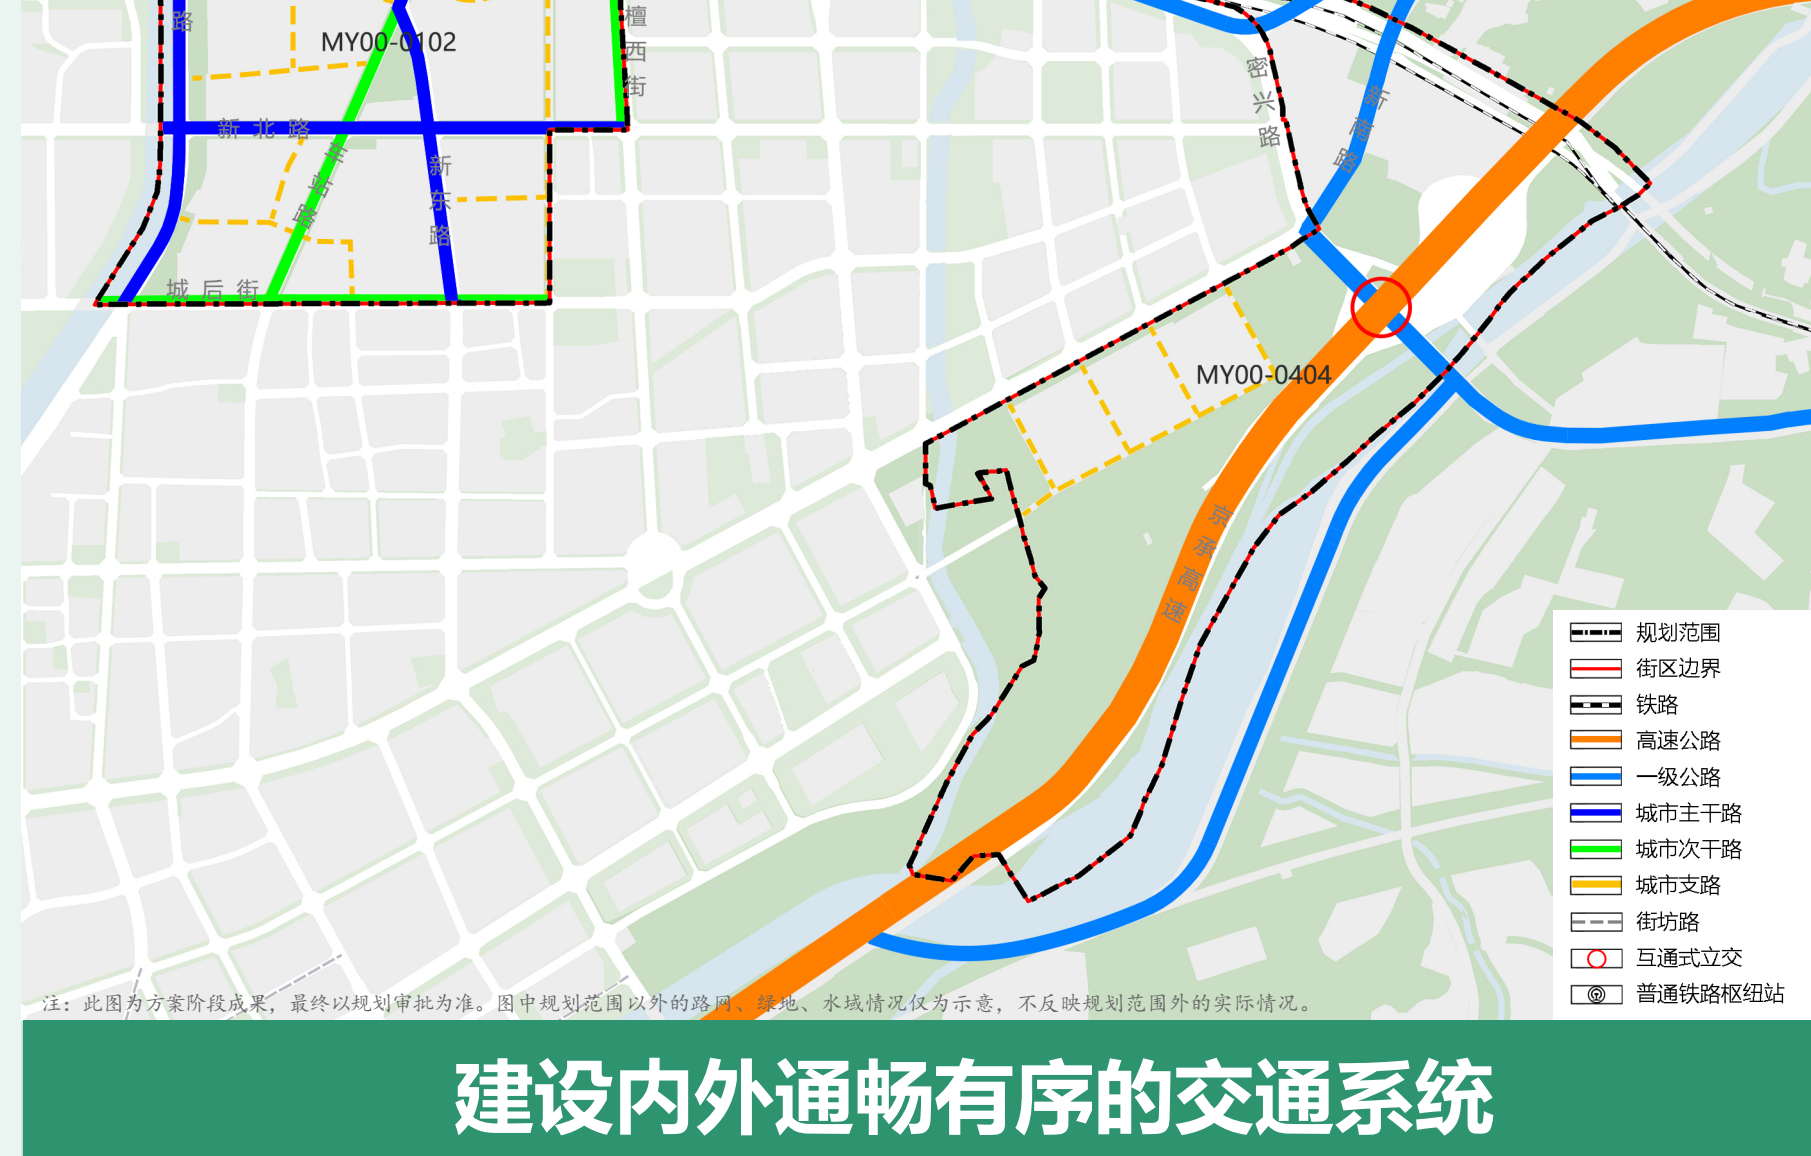 路
MY00-0102
檀西街
密兴路
新南路
新北路
新东路
城后街
MY00-0404
京承高速
规划范围
街区边界
铁路
高速公路
一级公路
城市主干路
城市次干路
城市支路
街坊路
互通式立交
普通铁路枢纽站
注：此图为方案阶段成果，最终以规划审批为准。图中规划范围以外的路网、绿地、水域情况仅为示意，不反映规划范围外的实际情况。
建设内外通畅有序的交通系统